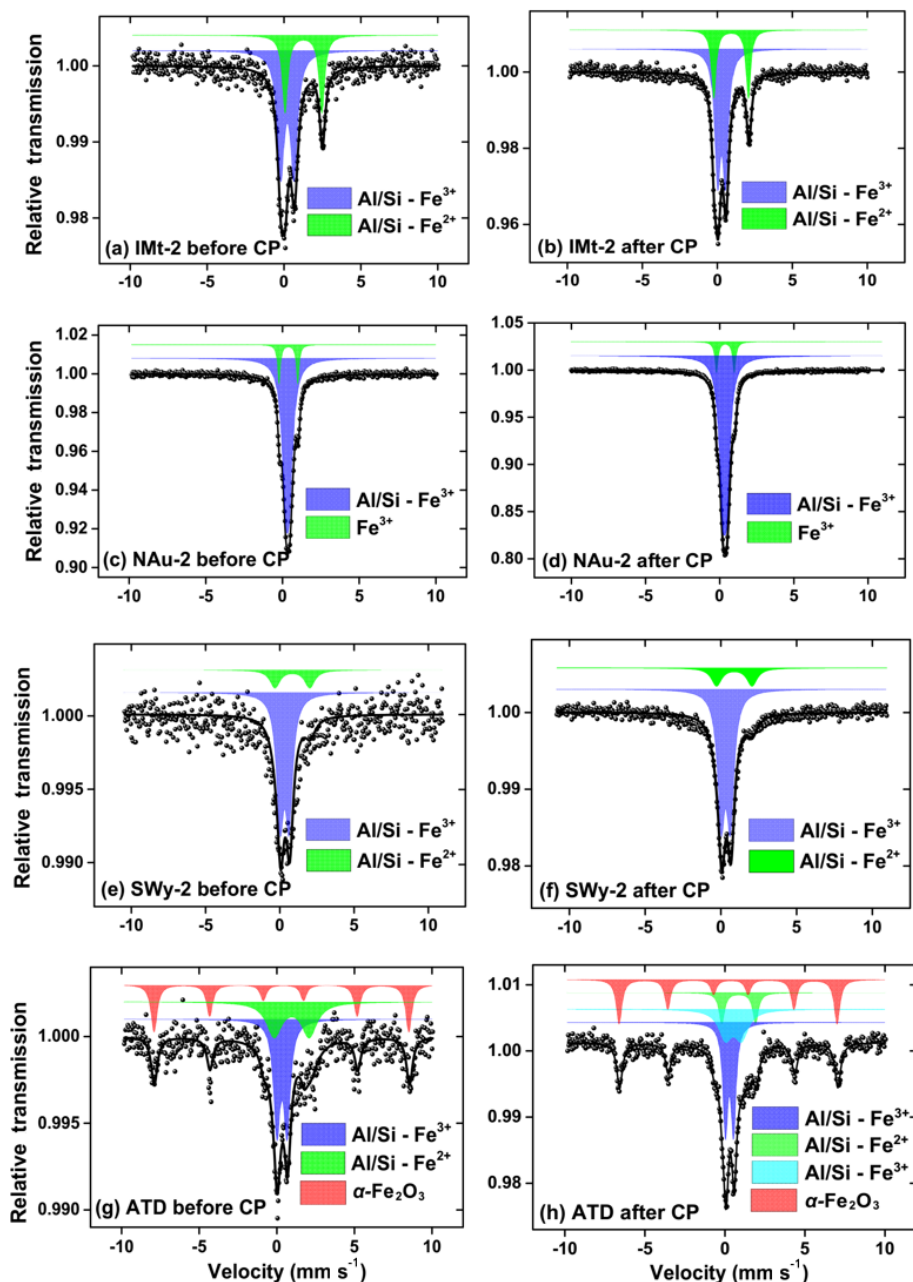 Relative transmission
1.00
0.99
0.98
Al/Si - Fe³⁺
Al/Si - Fe²⁺
(a) IMt-2 before CP
-10 -5 0 5 10
1.00
0.98
0.96
Al/Si - Fe³⁺
Al/Si - Fe²⁺
(b) IMt-2 after CP
-10 -5 0 5 10
Relative transmission
1.02
1.00
0.98
0.96
0.94
0.92
0.90
Al/Si - Fe³⁺
Fe³⁺
(c) NAu-2 before CP
-10 -5 0 5 10
1.05
1.00
0.95
0.90
0.85
0.80
Al/Si - Fe³⁺
Fe³⁺
(d) NAu-2 after CP
-10 -5 0 5 10
Relative transmission
1.000
0.995
0.990
Al/Si - Fe³⁺
Al/Si - Fe²⁺
(e) SWy-2 before CP
-10 -5 0 5 10
1.00
0.99
0.98
Al/Si - Fe³⁺
Al/Si - Fe²⁺
(f) SWy-2 after CP
-10 -5 0 5 10
Relative transmission
1.000
0.995
0.990
Al/Si - Fe³⁺
Al/Si - Fe²⁺
α-Fe₂O₃
(g) ATD before CP
-10 -5 0 5 10
Velocity (mm s⁻¹)
1.01
1.00
0.99
0.98
Al/Si - Fe³⁺
Al/Si - Fe²⁺
Al/Si - Fe³⁺
α-Fe₂O₃
(h) ATD after CP
-10 -5 0 5 10
Velocity (mm s⁻¹)